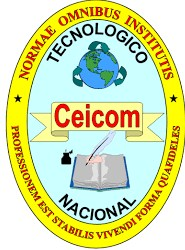 NORMAE OMNIBUS INSTITUTIS
TECNOLOGICO
Ceicom
NACIONAL
PROFESSIONEM EST STABILIS VIVENDI FORMA QUAFIDELES